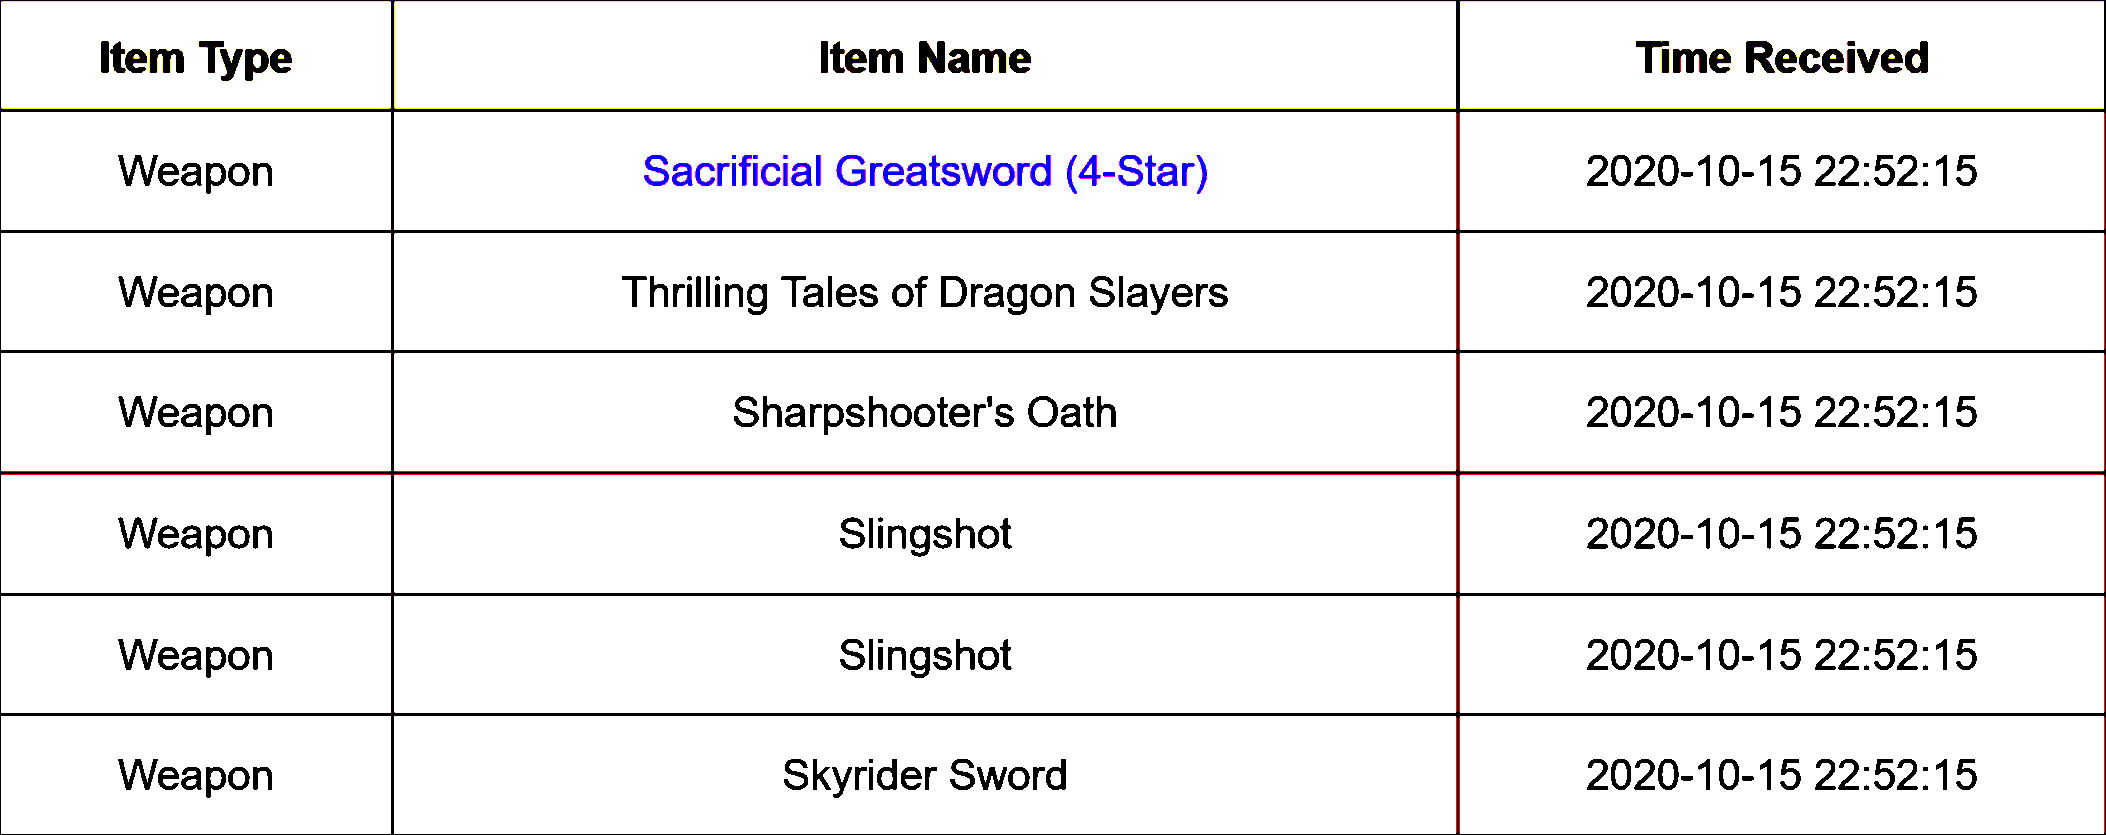 Item Type Item Name Time Received
Weapon Sacrificial Greatsword (4-Star) 2020-10-15 22:52:15
Weapon Thrilling Tales of Dragon Slayers 2020-10-15 22:52:15
Weapon Sharpshooter's Oath 2020-10-15 22:52:15
Weapon Slingshot 2020-10-15 22:52:15
Weapon Slingshot 2020-10-15 22:52:15
Weapon Skyrider Sword 2020-10-15 22:52:15